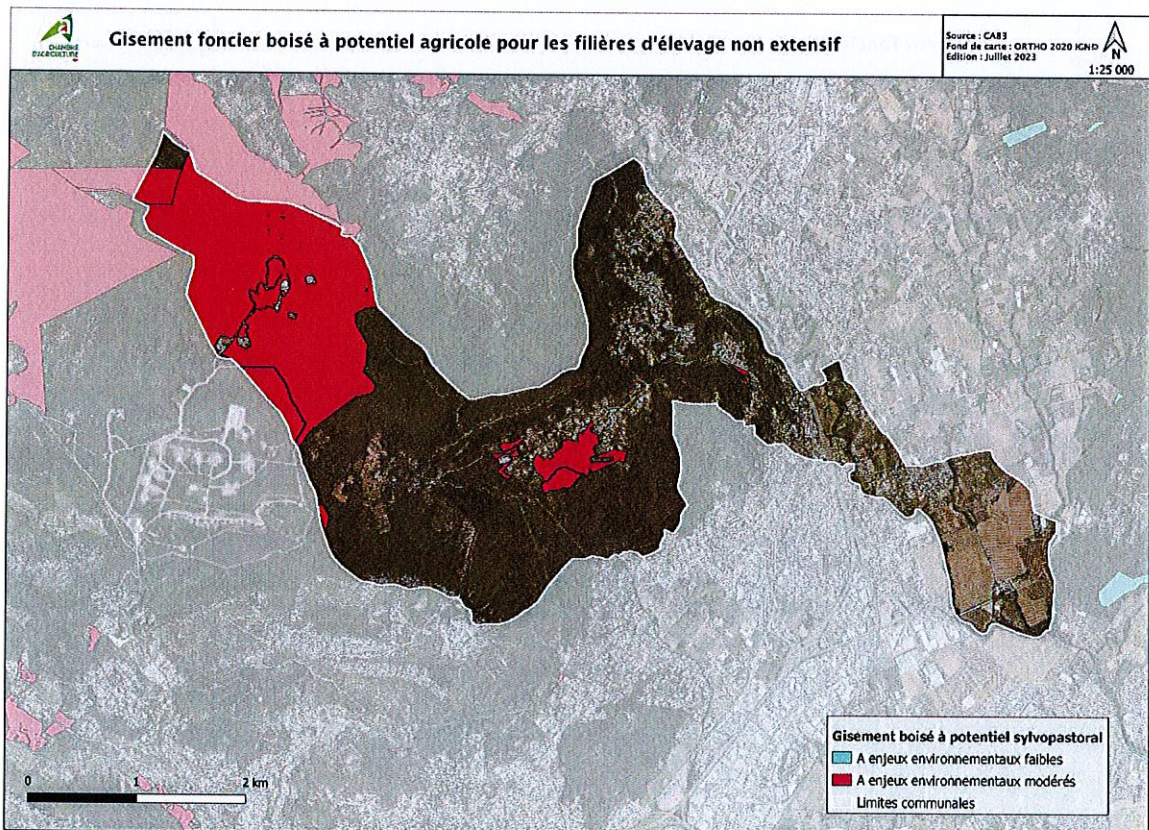 CHAMBRE
D'AGRICULTURE
Gisement foncier boisé à potentiel agricole pour les filières d'élevage non extensif
Source : CA83
Fond de carte : ORTHO 2020 IGN©
Edition : Juillet 2023
N
1:25 000
Gisement boisé à potentiel sylvopastoral
A enjeux environnementaux faibles
A enjeux environnementaux modérés
Limites communales
0 1 2 km